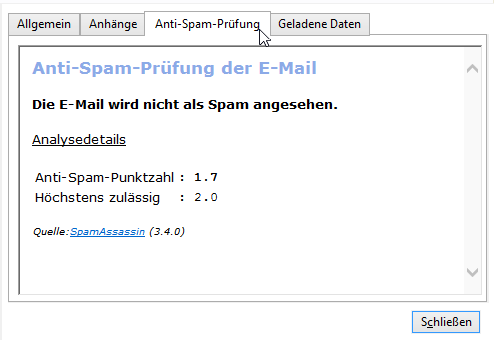 Allgemein Anhänge Anti-Spam-Prüfung Geladene Daten
Anti-Spam-Prüfung der E-Mail
Die E-Mail wird nicht als Spam angesehen.
Analysedetails
Anti-Spam-Punktzahl : 1.7
Höchstens zulässig : 2.0
Quelle:SpamAssassin (3.4.0)
Schließen